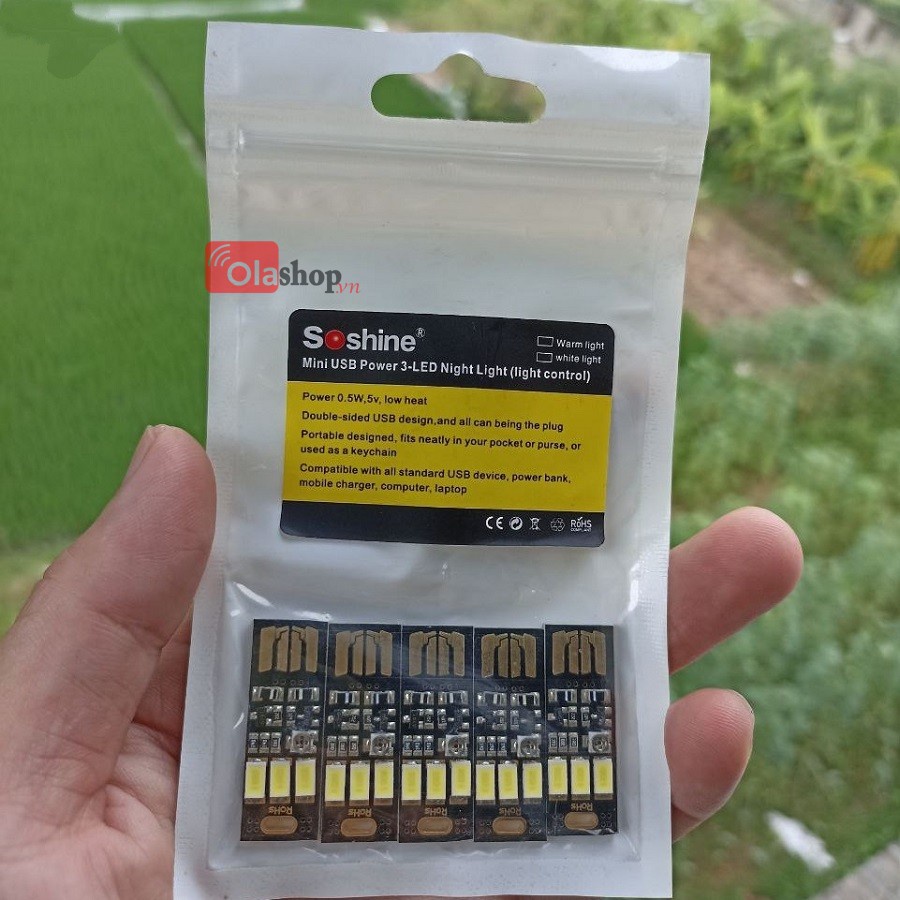 Olashop.vn
Soshine®
Warm light
white light
Mini USB Power 3-LED Night Light (light control)
Power 0.5W,5v, low heat
Double-sided USB design,and all can being the plug
Portable designed, fits neatly in your pocket or purse, or
used as a keychain
Compatible with all standard USB device, power bank,
mobile charger, computer, laptop
CE
RoHS
COMPLIANT
RoHs
RoHs
RoHs
RoHs
RoHs